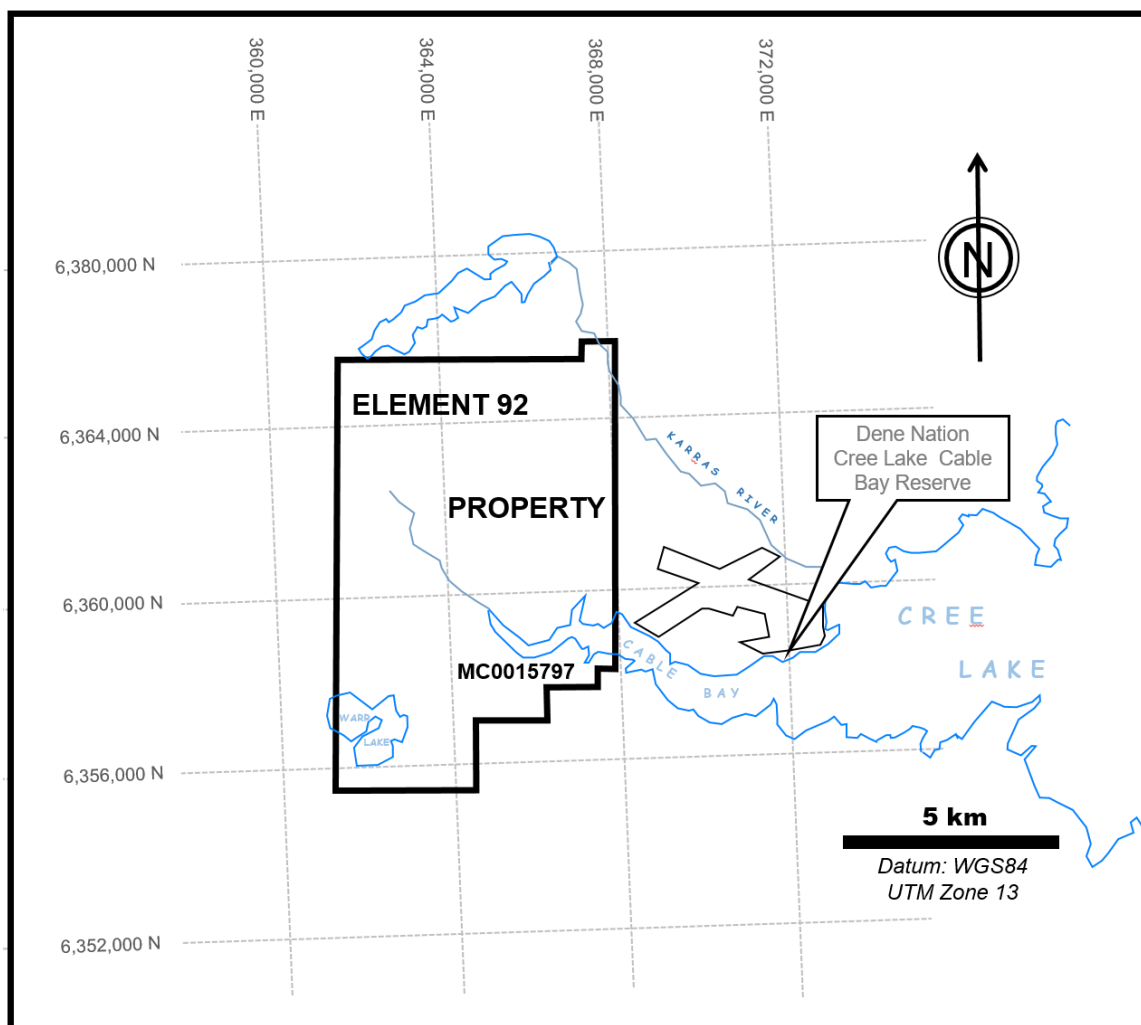 360,000 E
364,000 E
368,000 E
372,000 E
N
6,380,000 N
6,364,000 N
6,360,000 N
6,356,000 N
6,352,000 N
ELEMENT 92
PROPERTY
MC0015797
KARRAS RIVER
Dene Nation
Cree Lake Cable
Bay Reserve
CREE
LAKE
CABLE
BAY
WARR
LAKE
5 km
Datum: WGS84
UTM Zone 13